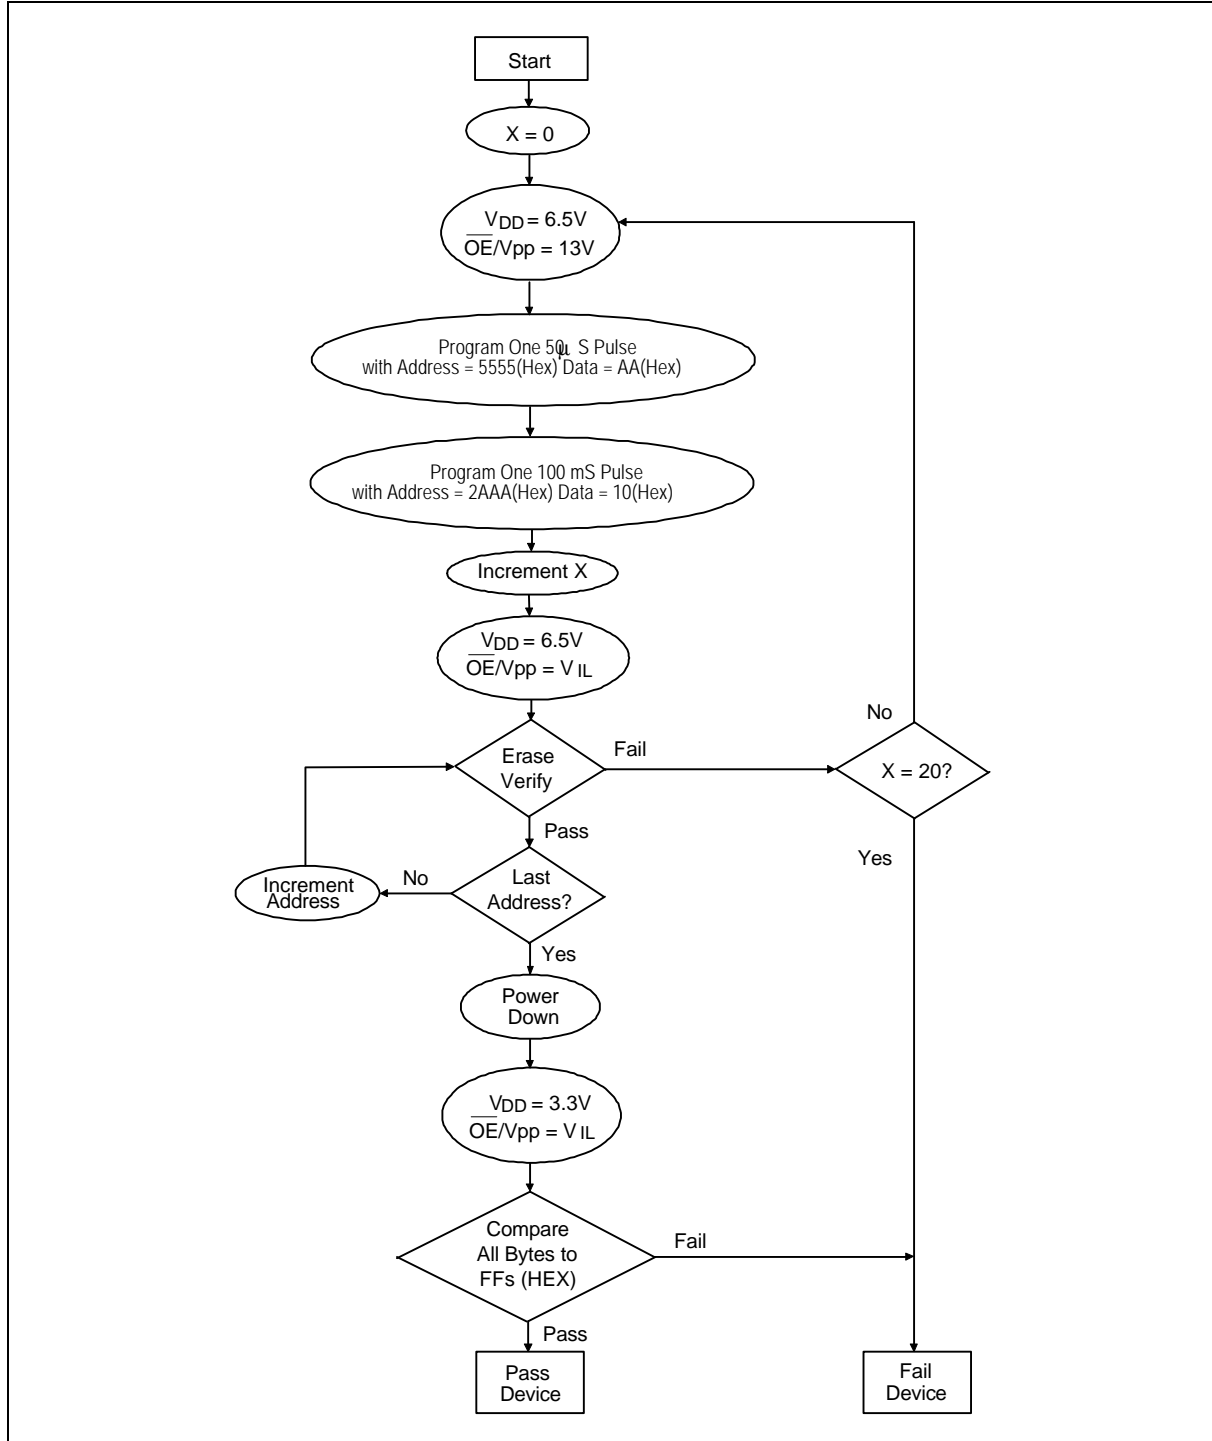 Start
X = 0
VDD = 6.5V
OE/Vpp = 13V
Program One 50μ S Pulse
with Address = 5555(Hex) Data = AA(Hex)
Program One 100 mS Pulse
with Address = 2AAA(Hex) Data = 10(Hex)
Increment X
VDD = 6.5V
OE/Vpp = VIL
No
Erase
Verify
Fail
X = 20?
Pass
Yes
Increment
Address
No
Last
Address?
Yes
Power
Down
VDD = 3.3V
OE/Vpp = VIL
Compare
All Bytes to
FFs (HEX)
Fail
Pass
Pass
Device
Fail
Device